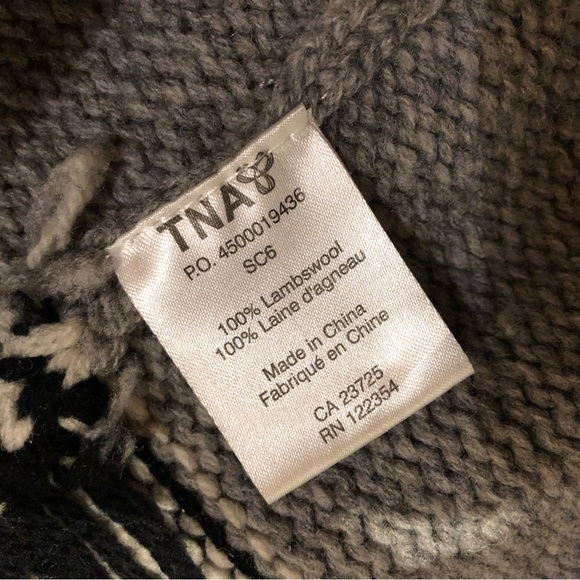 TNA
P.O. 4500019436
SC6
100% Lambswool
100% Laine d'agneau
Made in China
Fabriqué en Chine
CA 23725
RN 122354